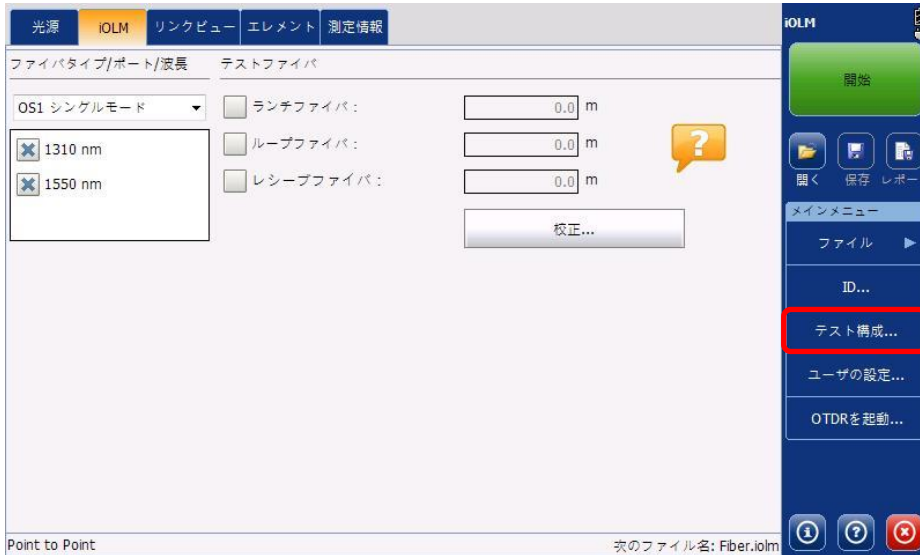 光源 iOLM リンクビュー エレメント 測定情報
ファイバタイプ/ポート/波長 テストファイバ
OS1 シングルモード
1310 nm
1550 nm
ランチファイバ : 0.0 m
ループファイバ : 0.0 m
レシーブファイバ : 0.0 m
?
校正...
Point to Point
次のファイル名: Fiber.iolm
iOLM
開始
開く 保存 レポー
メインメニュー
ファイル
ID...
テスト構成...
ユーザの設定...
OTDRを起動...
i ? x